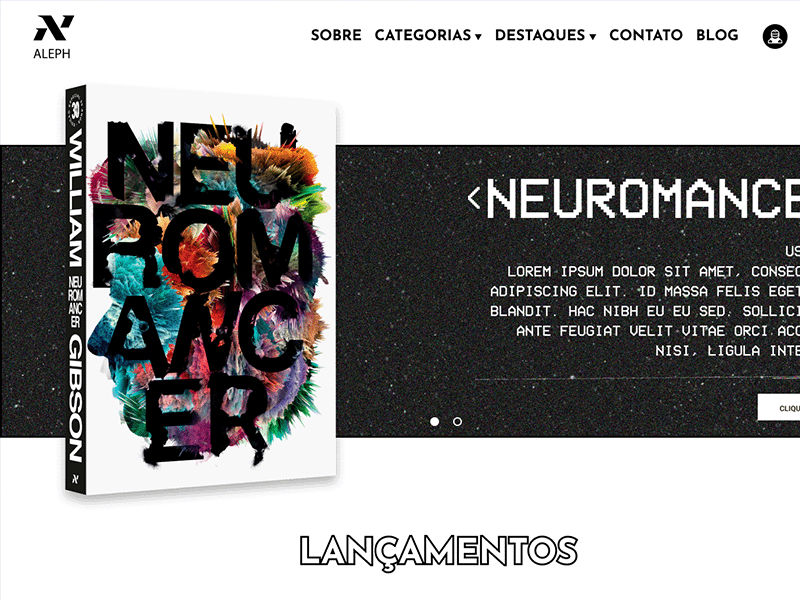 ALEPH
SOBRE CATEGORIAS DESTAQUES CONTATO BLOG
30
WILLIAM
NEU
ROM
ANC
ER
GIBSON
NEU
ROM
ANC
ER
<NEUROMANCE
US
LOREM IPSUM DOLOR SIT AMET, CONSEC
ADIPISCING ELIT. ID MASSA FELIS EGET
BLANDIT. HAC NIBH EU EU SED. SOLLICI
ANTE FEUGIAT VELIT VITAE ORCI ACC
NISI, LIGULA INTE
CLIQU
LANÇAMENTOS